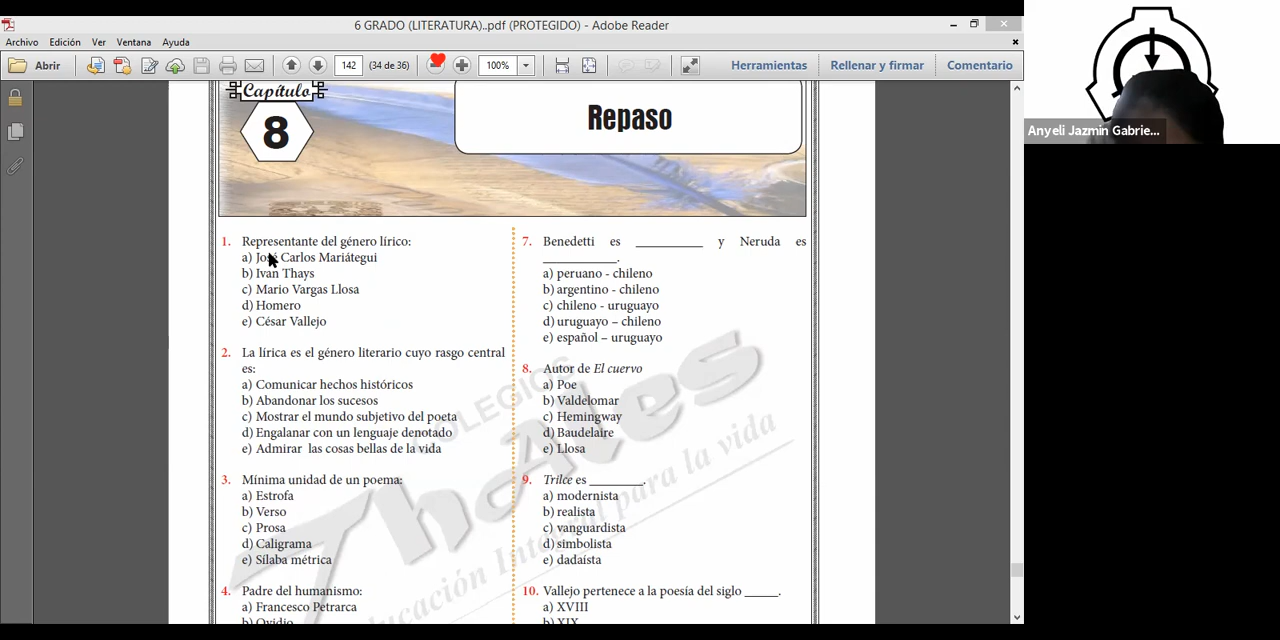 6 GRADO (LITERATURA)..pdf (PROTEGIDO) - Adobe Reader
Archivo Edición Ver Ventana Ayuda
Abrir
142 (34 de 36) 100%
Herramientas Rellenar y firmar Comentario
Anyeli Jazmin Gabrie...
Capítulo
8
Repaso
1. Representante del género lírico:
a) José Carlos Mariátegui
b) Ivan Thays
c) Mario Vargas Llosa
d) Homero
e) César Vallejo
2. La lírica es el género literario cuyo rasgo central
es:
a) Comunicar hechos históricos
b) Abandonar los sucesos
c) Mostrar el mundo subjetivo del poeta
d) Engalanar con un lenguaje denotado
e) Admirar las cosas bellas de la vida
3. Mínima unidad de un poema:
a) Estrofa
b) Verso
c) Prosa
d) Caligrama
e) Sílaba métrica
4. Padre del humanismo:
a) Francesco Petrarca
b) Ovidio
7. Benedetti es __________ y Neruda es
___________.
a) peruano - chileno
b) argentino - chileno
c) chileno - uruguayo
d) uruguayo – chileno
e) español – uruguayo
8. Autor de El cuervo
a) Poe
b) Valdelomar
c) Hemingway
d) Baudelaire
e) Llosa
9. Trilce es ________.
a) modernista
b) realista
c) vanguardista
d) simbolista
e) dadaísta
10. Vallejo pertenece a la poesía del siglo _____.
a) XVIII
b) XIX
COLEGIOS
Thales
Educación Integral para la vida